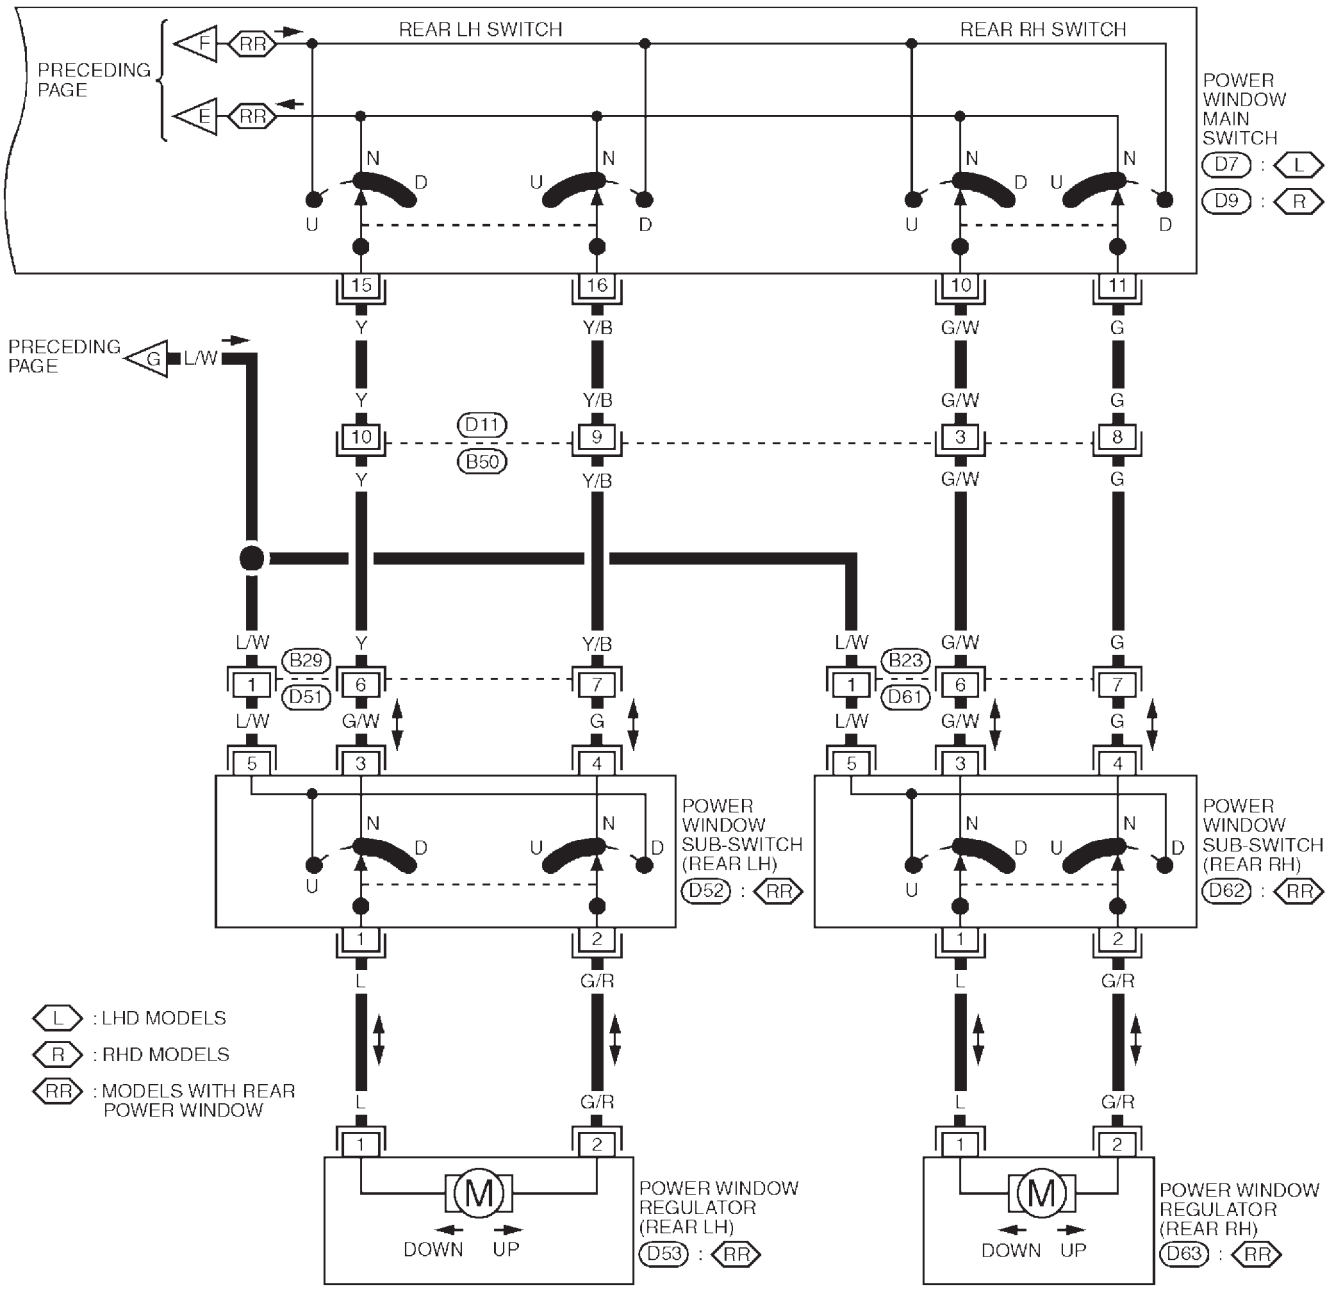 REAR LH SWITCH
REAR RH SWITCH
F
RR
PRECEDING
PAGE
E
RR
POWER
WINDOW
MAIN
SWITCH
D7 : L
D9 : R
N D U N N D U N
U D U D
15 16 10 11
Y Y/B G/W G
PRECEDING
PAGE
G
L/W
Y Y/B G/W G
D11
10 9 3 8
B50
Y Y/B G/W G
L/W Y Y/B L/W G/W G
B29 B23
1 6 7 1 6 7
D51 D61
L/W G/W G L/W G/W G
5 3 4 5 3 4
POWER
WINDOW
SUB-SWITCH
(REAR LH)
D52 : RR
POWER
WINDOW
SUB-SWITCH
(REAR RH)
D62 : RR
N N N N
D U D D U D
U U
1 2 1 2
L G/R L G/R
L : LHD MODELS
R : RHD MODELS
RR : MODELS WITH REAR
POWER WINDOW
L G/R L G/R
1 2 1 2
M M
DOWN UP
DOWN UP
POWER WINDOW
REGULATOR
(REAR LH)
D53 : RR
POWER WINDOW
REGULATOR
(REAR RH)
D63 : RR